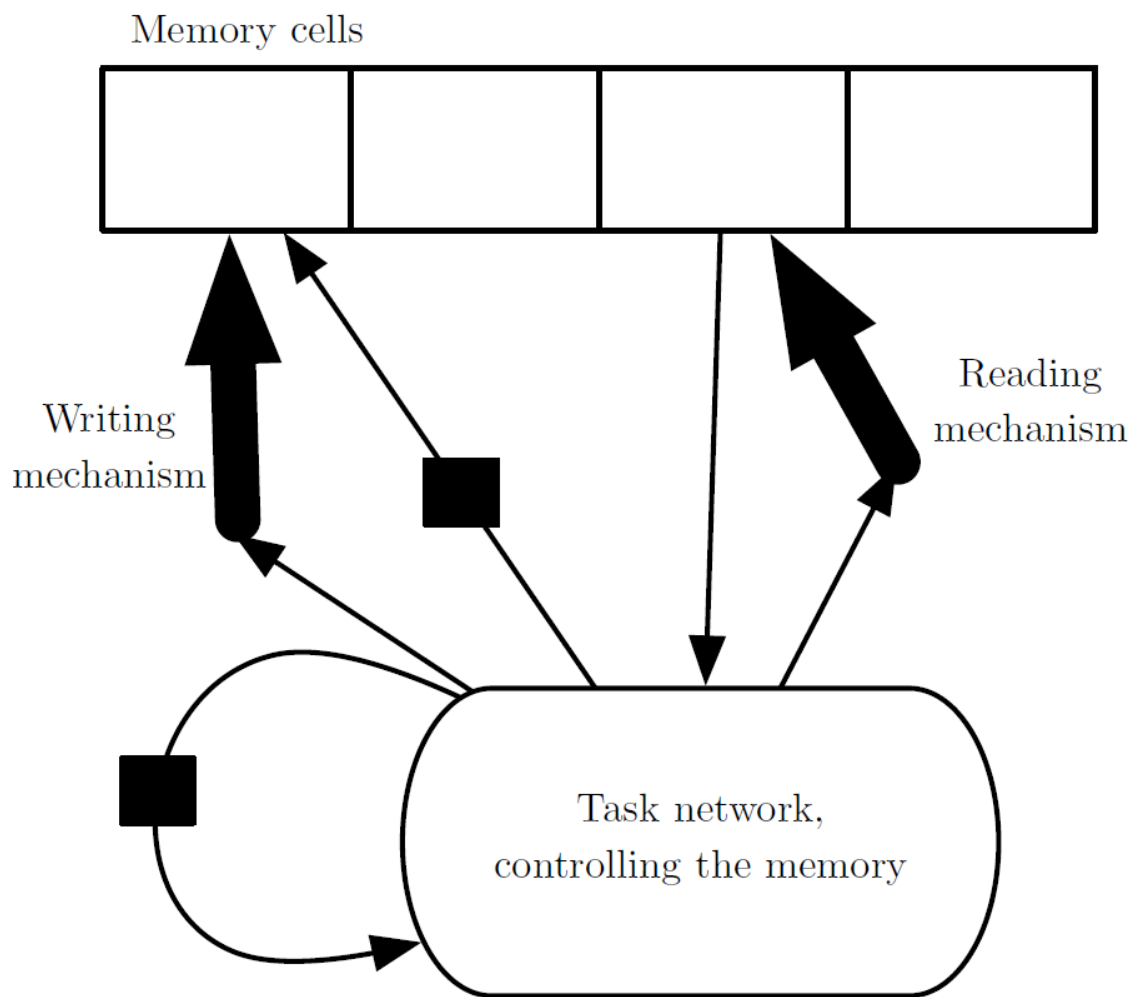 Memory cells
Writing
mechanism
Reading
mechanism
Task network,
controlling the memory